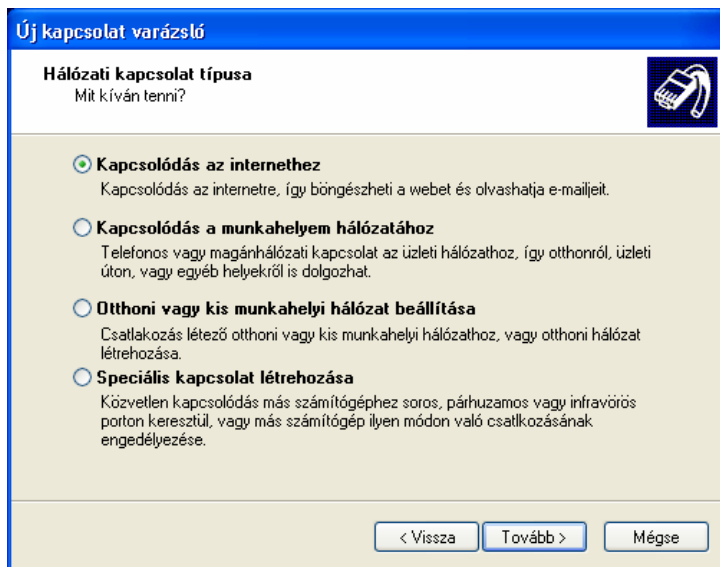 Új kapcsolat varázsló
Hálózati kapcsolat típusa
Mit kíván tenni?
Kapcsolódás az internethez
Kapcsolódás az internetre, így böngészheti a webet és olvashatja e-mailjeit.
Kapcsolódás a munkahelyem hálózatához
Telefonos vagy magánhálózati kapcsolat az üzleti hálózathoz, így otthonról, üzleti
úton, vagy egyéb helyekről is dolgozhat.
Otthoni vagy kis munkahelyi hálózat beállítása
Csatlakozás létező otthoni vagy kis munkahelyi hálózathoz, vagy otthoni hálózat
létrehozása.
Speciális kapcsolat létrehozása
Közvetlen kapcsolódás más számítógéphez soros, párhuzamos vagy infravörös
porton keresztül, vagy más számítógép ilyen módon való csatlkozásának
engedélyezése.
< Vissza
Tovább >
Mégse